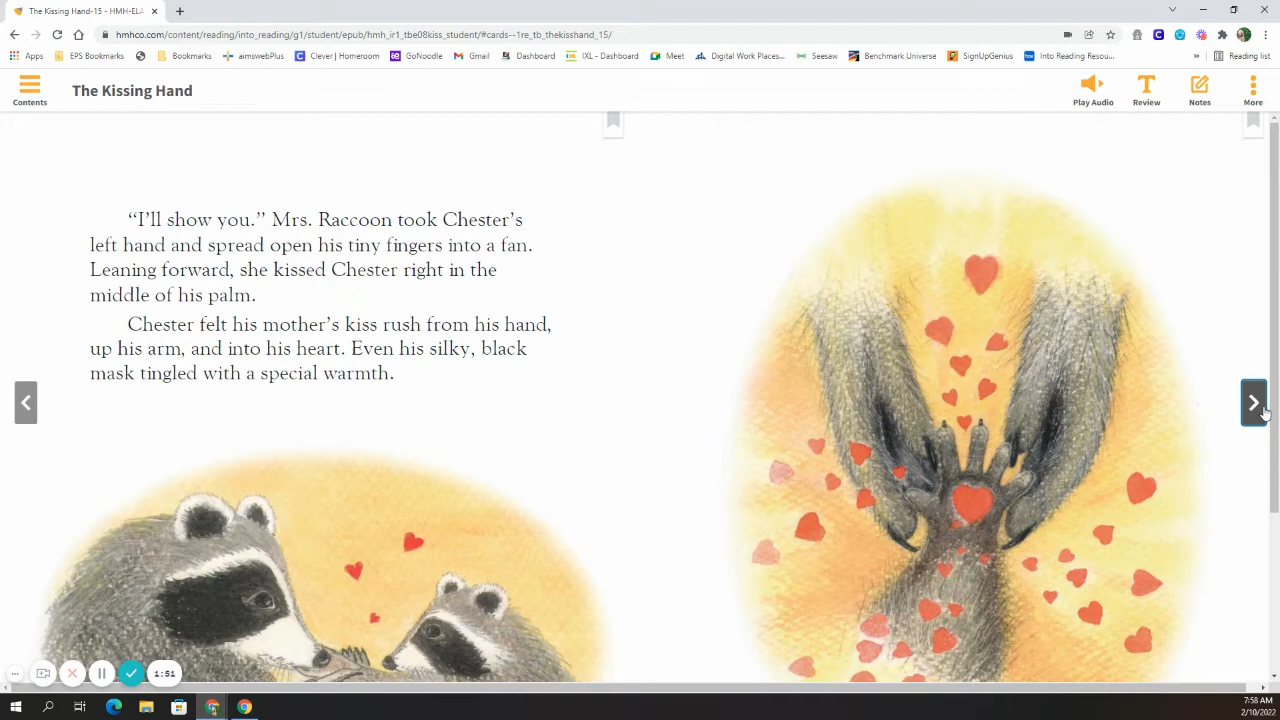 The Kissing Hand-15 - HMH-ELA
hmhco.com/content/reading/into_reading/g1/student/epub/hmh_ir1_tbe08kiss_student/#cards--1re_tb_thekisshand_15/
Apps EPS Bookmarks Bookmarks aimswebPlus Clever | Homeroom GoNoodle Gmail Dashboard IXL - Dashboard Meet Digital Work Places... Seesaw Benchmark Universe SignUpGenius Into Reading Resou... » Reading list
Contents
The Kissing Hand
Play Audio Review Notes More
“I’ll show you.” Mrs. Raccoon took Chester’s
left hand and spread open his tiny fingers into a fan.
Leaning forward, she kissed Chester right in the
middle of his palm.
Chester felt his mother’s kiss rush from his hand,
up his arm, and into his heart. Even his silky, black
mask tingled with a special warmth.
1:51
7:58 AM
2/10/2022